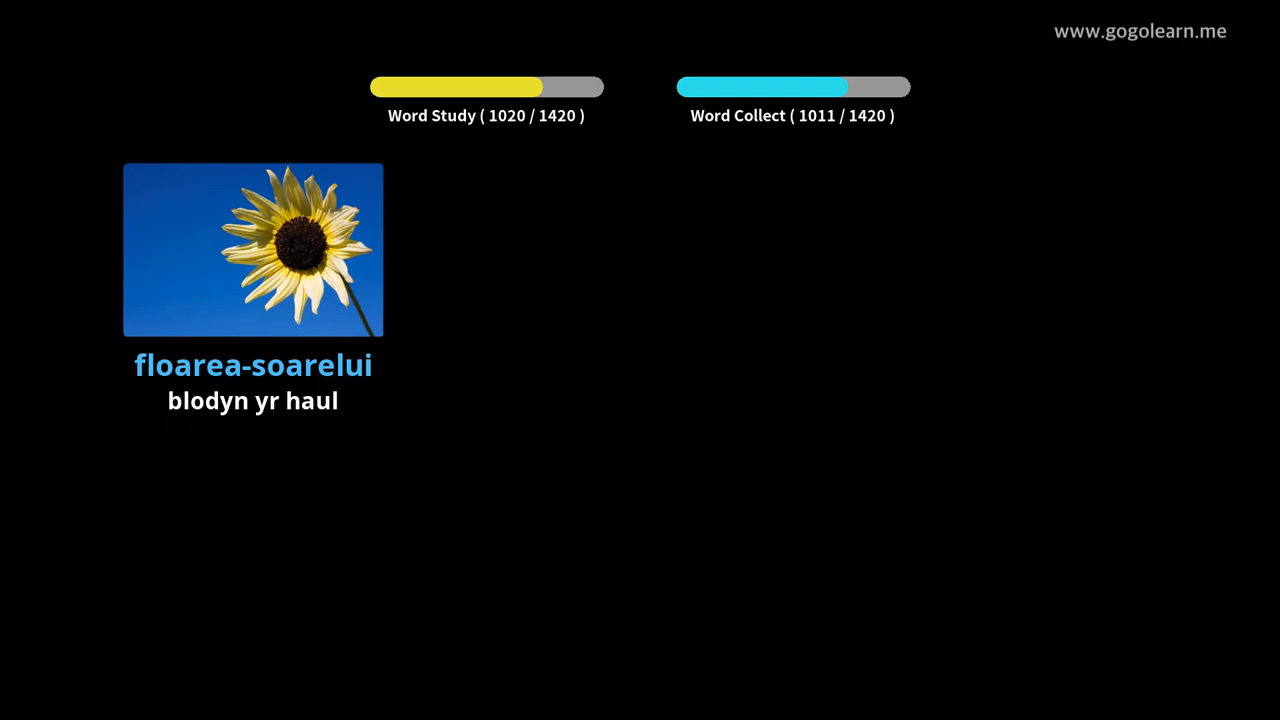 www.gogolearn.me
Word Study ( 1020 / 1420 )
Word Collect ( 1011 / 1420 )
floarea-soarelui
blodyn yr haul